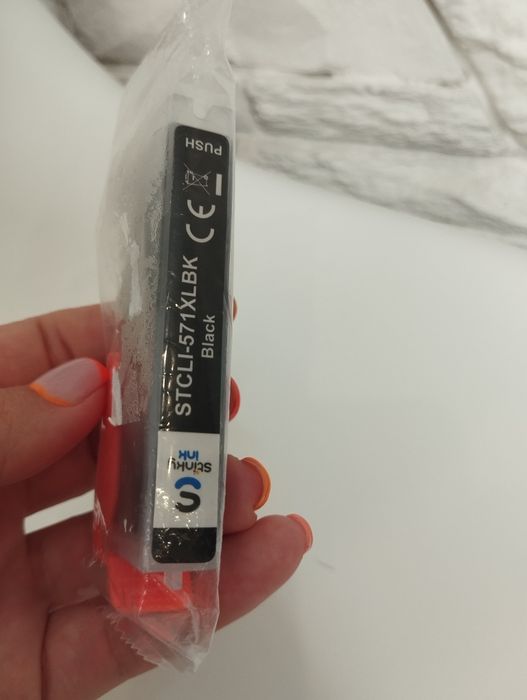 PUSH
CE
STCLI-571XLBK
Black
stinky
ink